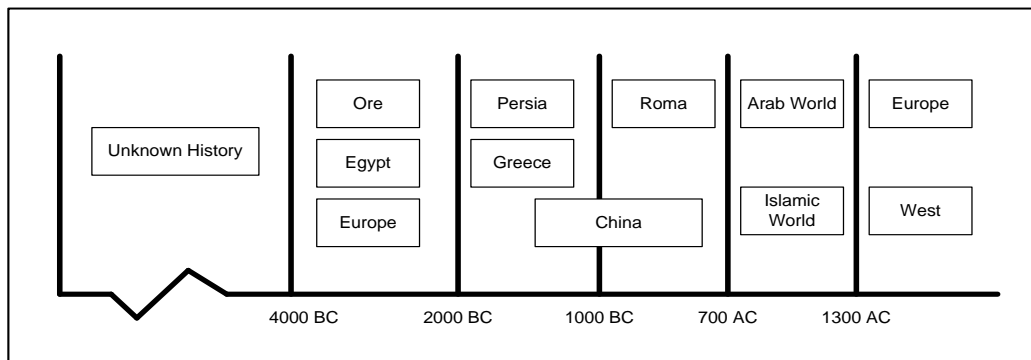 Ore
Persia
Roma
Arab World
Europe
Unknown History
Egypt
Greece
Europe
China
Islamic
World
West
4000 BC
2000 BC
1000 BC
700 AC
1300 AC